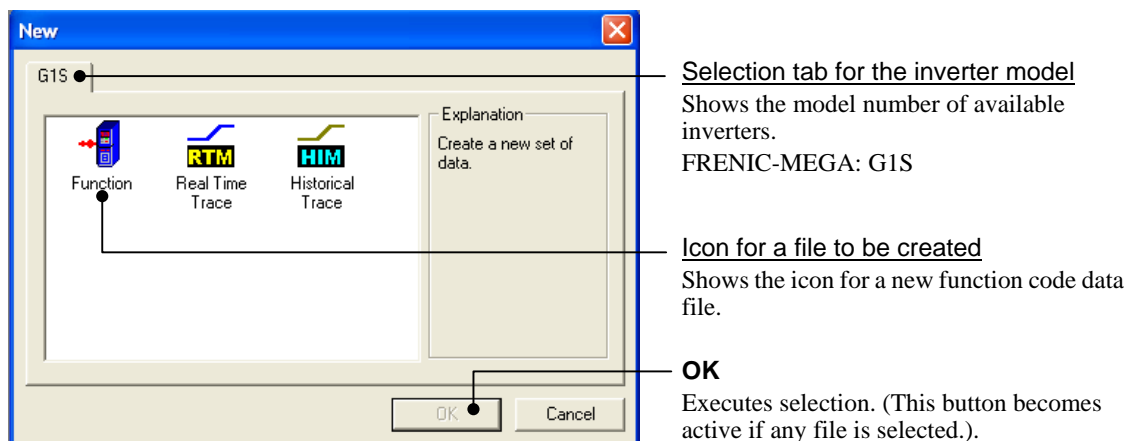 New
G1S
Function
Real Time
Trace
RTM
Historical
Trace
HIM
Explanation
Create a new set of
data.
OK
Cancel
Selection tab for the inverter model
Shows the model number of available
inverters.
FRENIC-MEGA: G1S
Icon for a file to be created
Shows the icon for a new function code data
file.
OK
Executes selection. (This button becomes
active if any file is selected.).